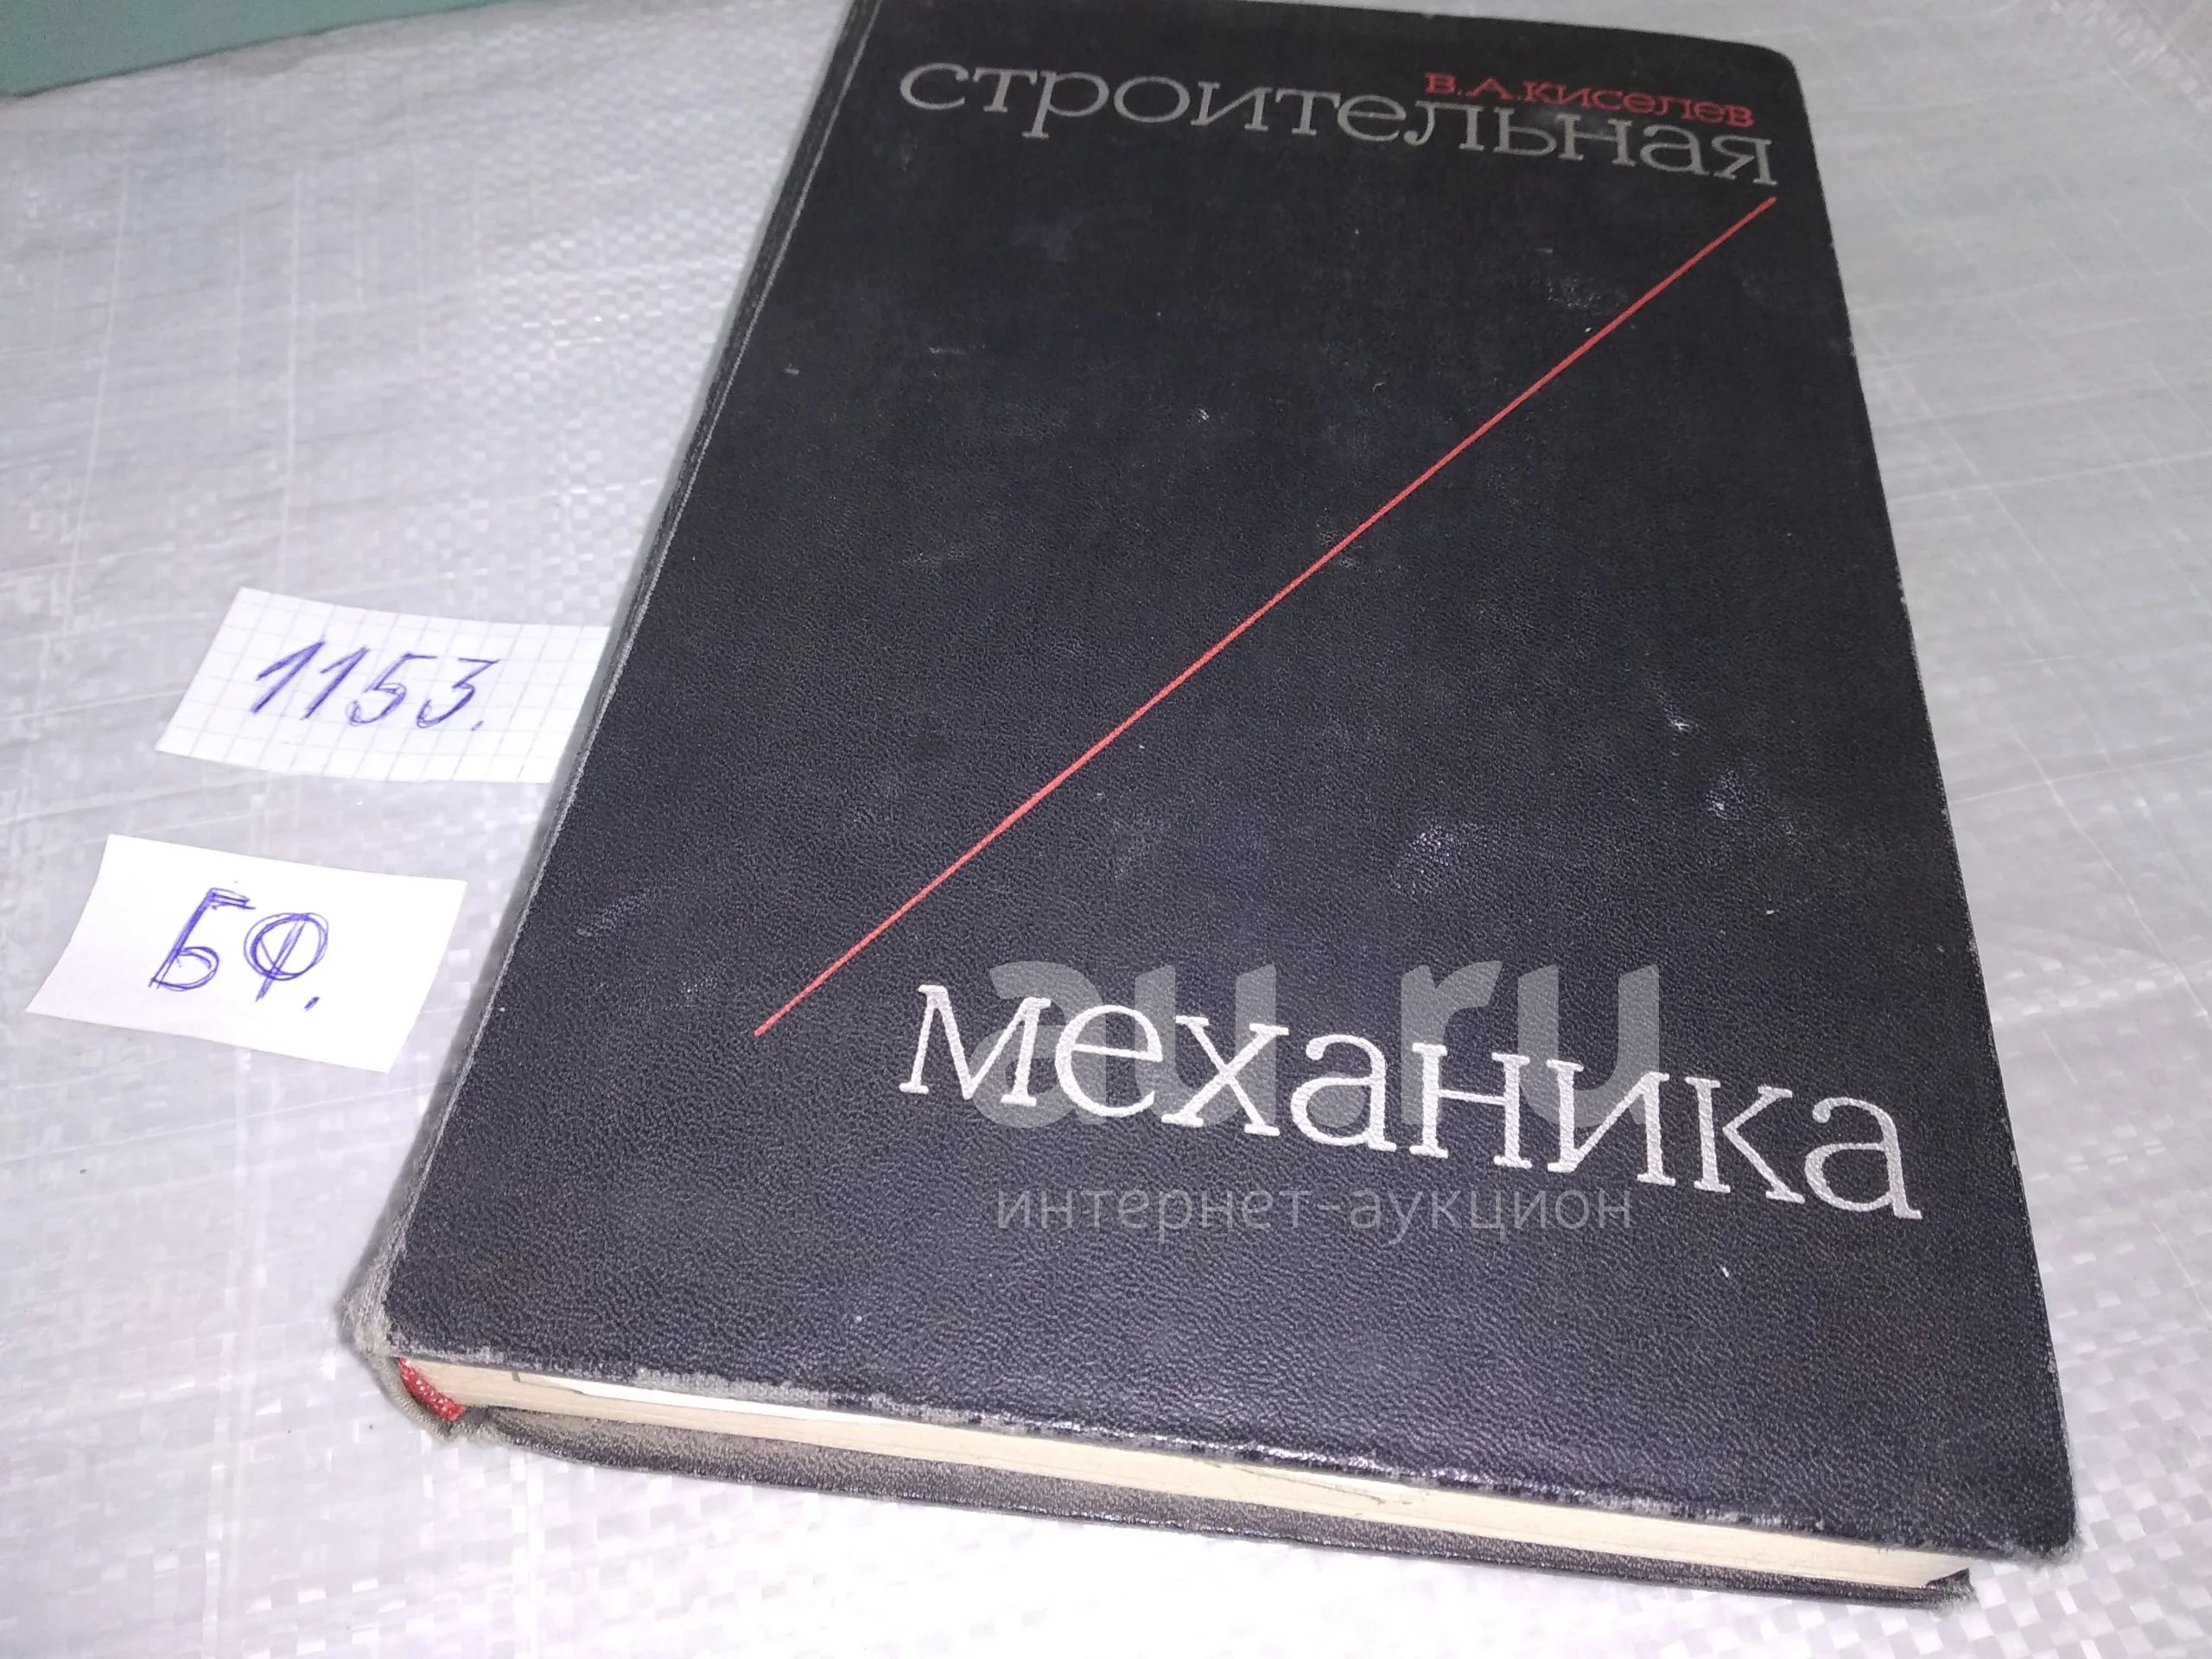 В.А.Киселев
строительная
1153.
БФ.
механика
au.ru
интернет-аукцион